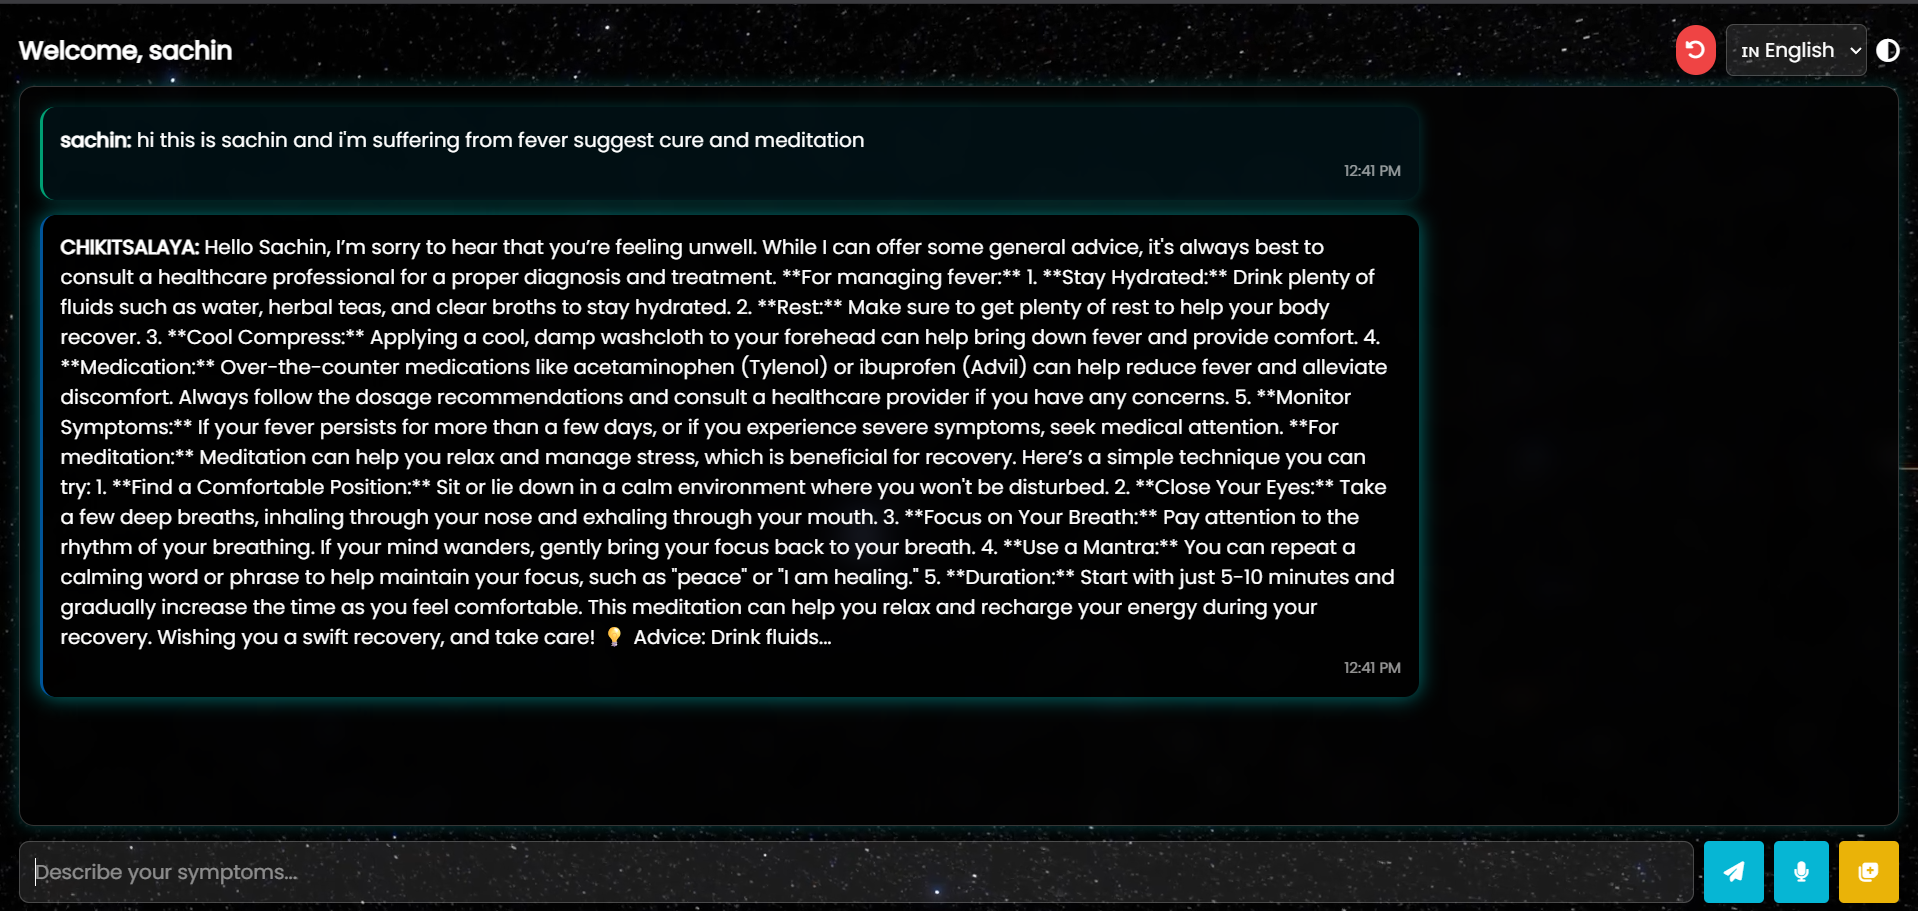 Welcome, sachin
IN English
sachin: hi this is sachin and i'm suffering from fever suggest cure and meditation
12:41 PM
CHIKITSALAYA: Hello Sachin, I’m sorry to hear that you’re feeling unwell. While I can offer some general advice, it's always best to
consult a healthcare professional for a proper diagnosis and treatment. **For managing fever:** 1. **Stay Hydrated:** Drink plenty of
fluids such as water, herbal teas, and clear broths to stay hydrated. 2. **Rest:** Make sure to get plenty of rest to help your body
recover. 3. **Cool Compress:** Applying a cool, damp washcloth to your forehead can help bring down fever and provide comfort. 4.
**Medication:** Over-the-counter medications like acetaminophen (Tylenol) or ibuprofen (Advil) can help reduce fever and alleviate
discomfort. Always follow the dosage recommendations and consult a healthcare provider if you have any concerns. 5. **Monitor
Symptoms:** If your fever persists for more than a few days, or if you experience severe symptoms, seek medical attention. **For
meditation:** Meditation can help you relax and manage stress, which is beneficial for recovery. Here’s a simple technique you can
try: 1. **Find a Comfortable Position:** Sit or lie down in a calm environment where you won't be disturbed. 2. **Close Your Eyes:** Take
a few deep breaths, inhaling through your nose and exhaling through your mouth. 3. **Focus on Your Breath:** Pay attention to the
rhythm of your breathing. If your mind wanders, gently bring your focus back to your breath. 4. **Use a Mantra:** You can repeat a
calming word or phrase to help maintain your focus, such as "peace" or "I am healing." 5. **Duration:** Start with just 5-10 minutes and
gradually increase the time as you feel comfortable. This meditation can help you relax and recharge your energy during your
recovery. Wishing you a swift recovery, and take care! 💡 Advice: Drink fluids...
12:41 PM
Describe your symptoms...